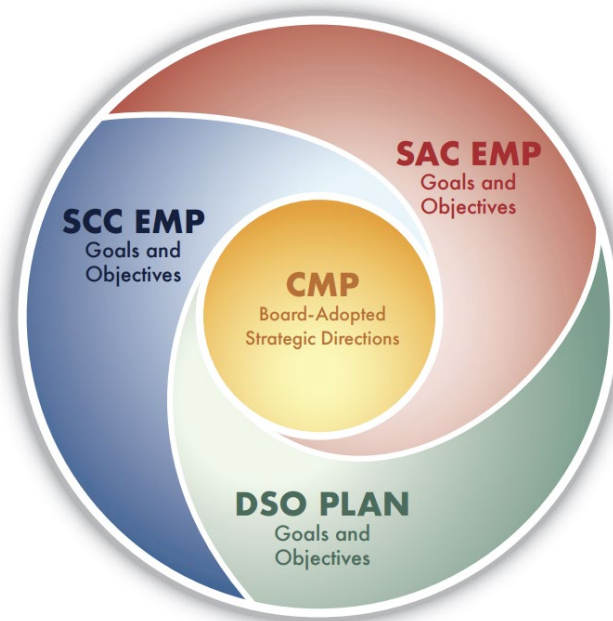 SAC EMP
Goals and
Objectives
SCC EMP
Goals and
Objectives
CMP
Board-Adopted
Strategic Directions
DSO PLAN
Goals and
Objectives